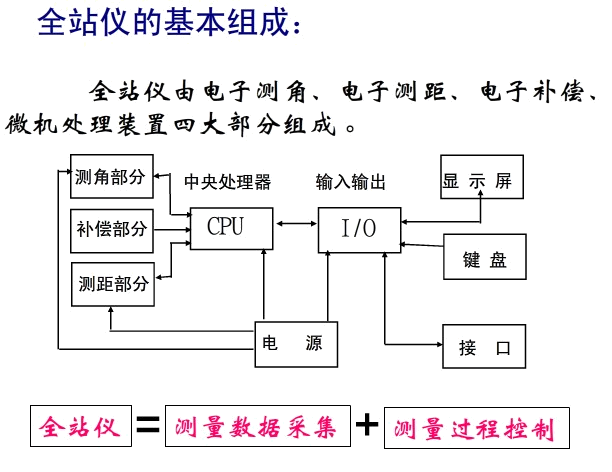 全站仪的基本组成：
全站仪由电子测角、电子测距、电子补偿、
微机处理装置四大部分组成。
测角部分
中央处理器
输入输出
显 示 屏
补偿部分
CPU
I/O
键 盘
测距部分
电 源
接 口
全站仪=测量数据采集+测量过程控制